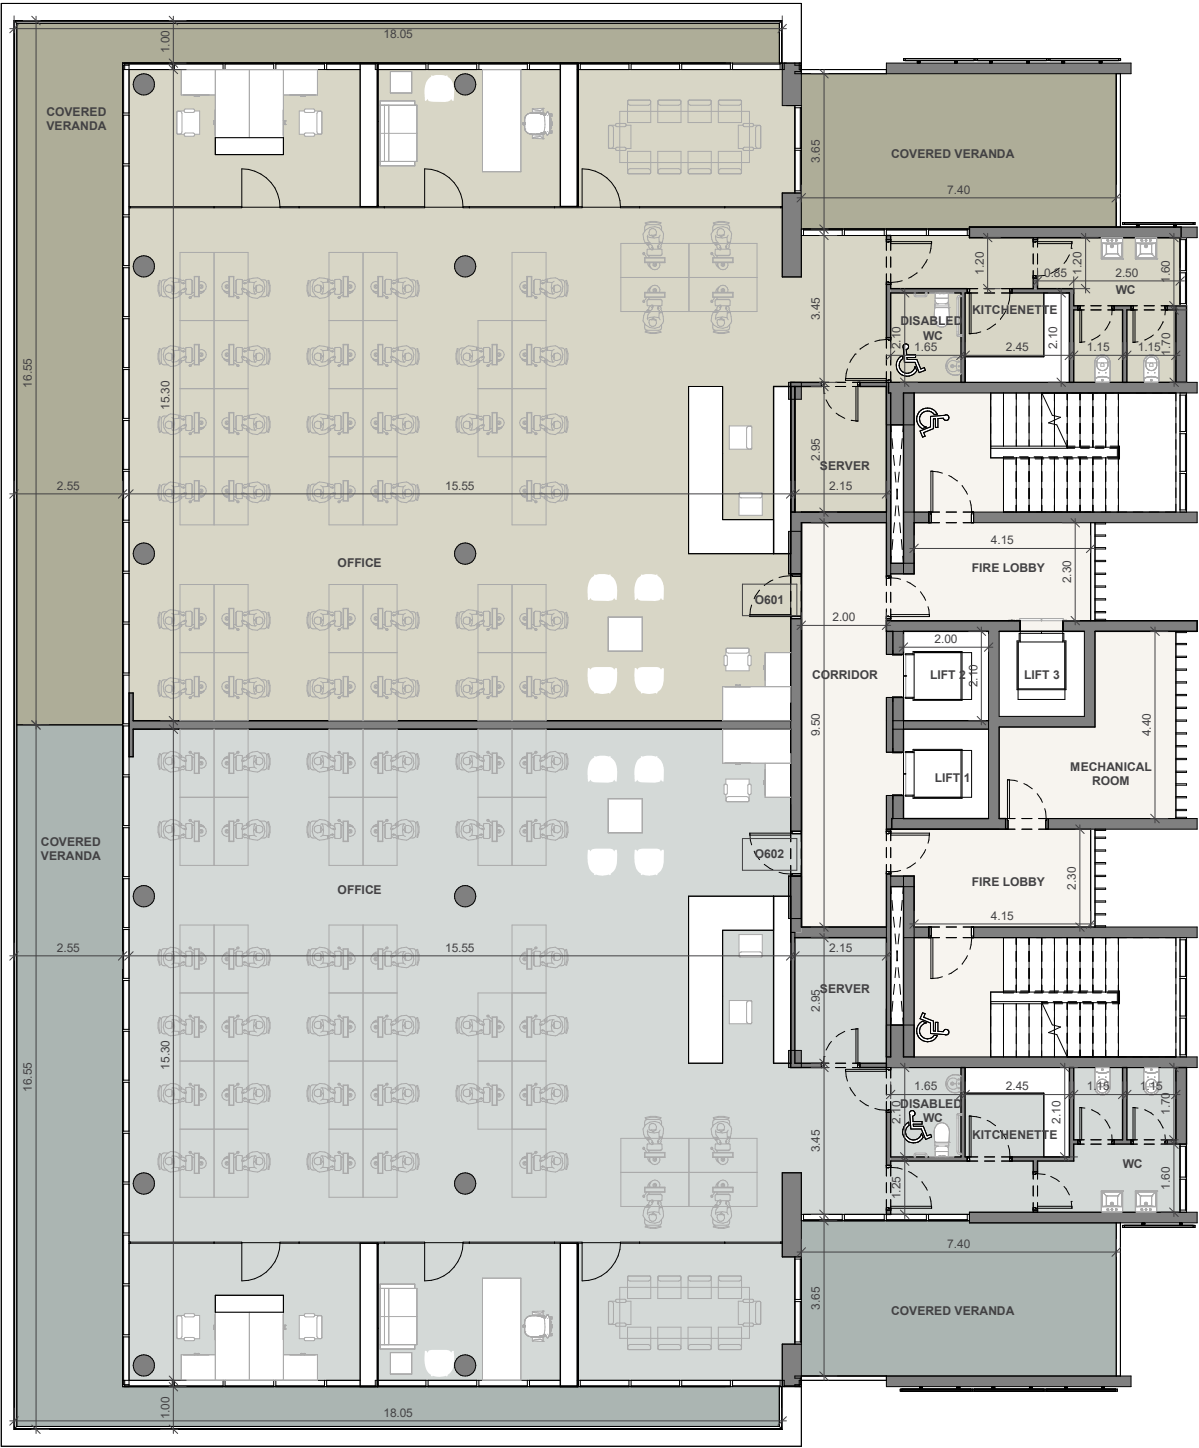 18.05
1.00
COVERED
VERANDA
3.65
COVERED VERANDA
7.40
1.20
0.85
1.20
2.50
1.60
WC
3.45
DISABLED
WC
2.10
1.65
KITCHENETTE
2.45
2.10
1.15
1.15
1.70
16.55
15.30
2.95
SERVER
2.55
15.55
2.15
OFFICE
4.15
FIRE LOBBY
2.30
O601
2.00
CORRIDOR
9.50
2.00
LIFT 2
2.10
LIFT 3
4.40
LIFT 1
MECHANICAL
ROOM
COVERED
VERANDA
O602
OFFICE
FIRE LOBBY
2.30
4.15
2.55
15.55
2.15
SERVER
2.95
16.55
15.30
1.65
2.45
1.15
1.15
1.70
2.10
DISABLED
WC
KITCHENETTE
2.10
3.45
WC
1.25
1.60
7.40
3.65
COVERED VERANDA
1.00
18.05